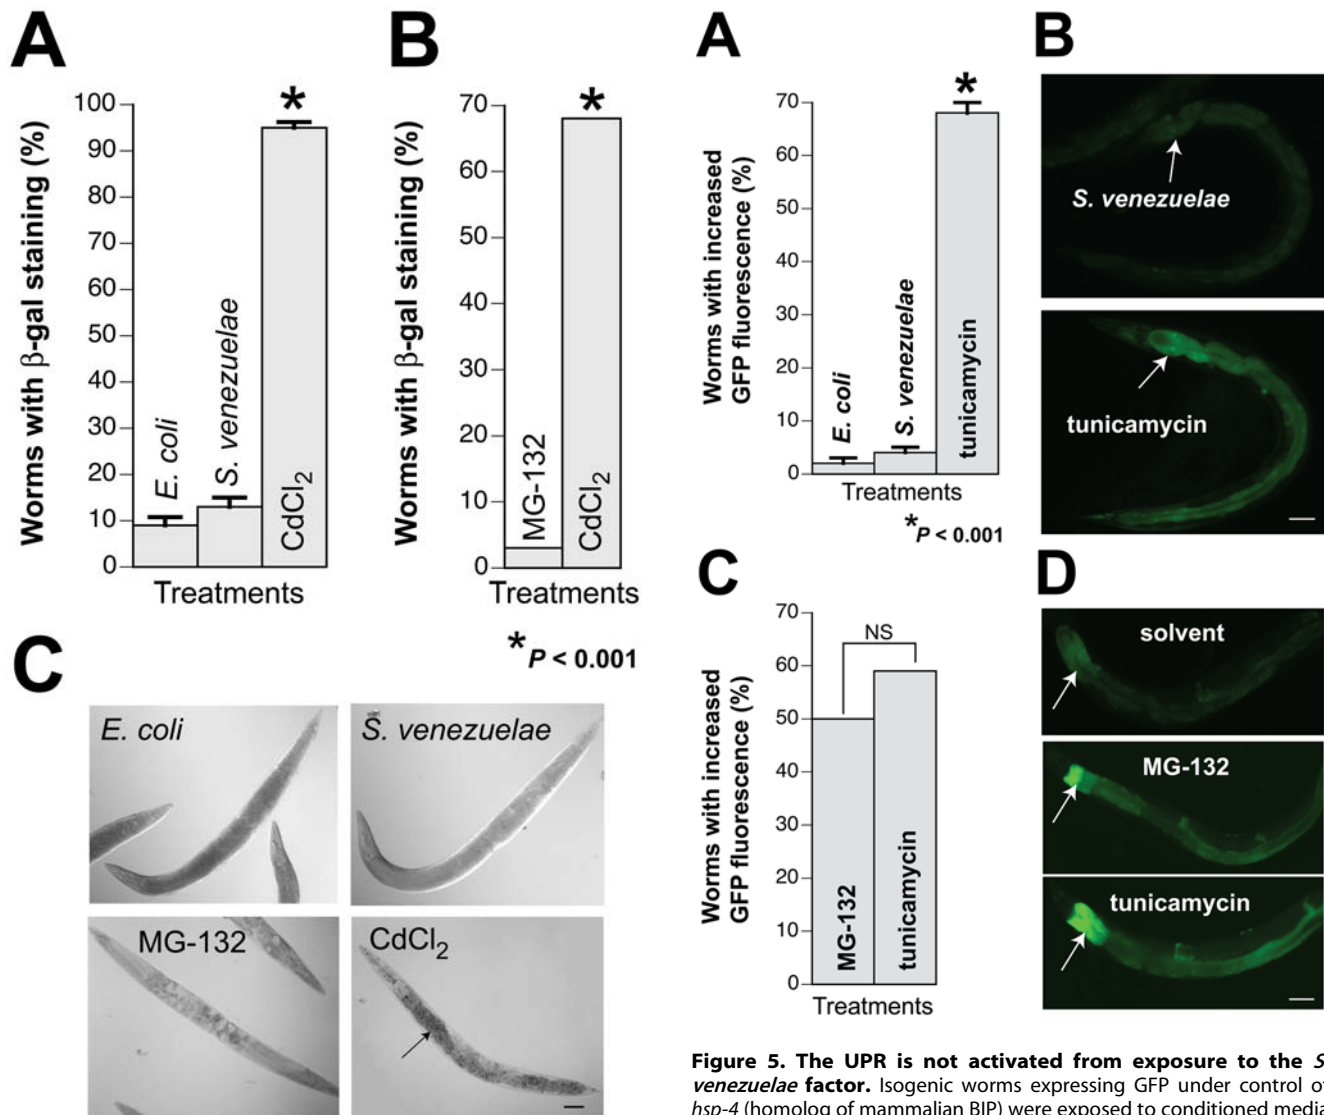 A
Worms with β-gal staining (%)
100
90
80
70
60
50
40
30
20
10
0
E. coli
S. venezuelae
CdCl2
*
Treatments
B
Worms with β-gal staining (%)
70
60
50
40
30
20
10
0
MG-132
CdCl2
*
Treatments
*P < 0.001
C
E. coli
S. venezuelae
MG-132
CdCl2
A
Worms with increased
GFP fluorescence (%)
70
60
50
40
30
20
10
0
E. coli
S. venezuelae
tunicamycin
*
Treatments
*P < 0.001
B
S. venezuelae
tunicamycin
C
Worms with increased
GFP fluorescence (%)
70
60
50
40
30
20
10
0
NS
MG-132
tunicamycin
Treatments
D
solvent
MG-132
tunicamycin
Figure 5. The UPR is not activated from exposure to the S
venezuelae factor. Isogenic worms expressing GFP under control of
hsp-4 (homolog of mammalian BIP) were exposed to conditioned media